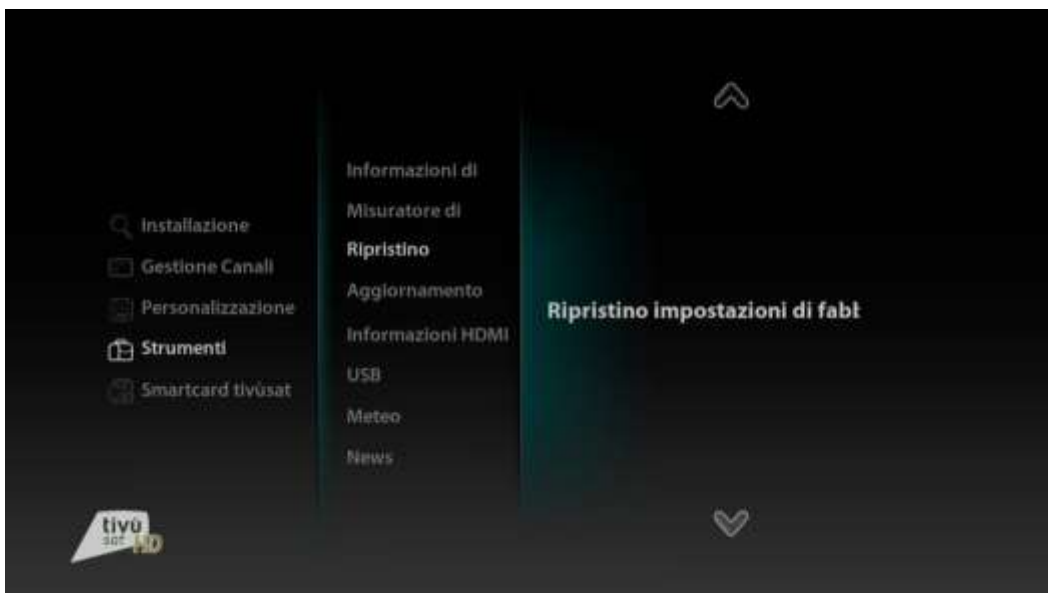 Installazione
Gestione Canali
Personalizzazione
Strumenti
Smartcard tivùsat
Informazioni di
Misuratore di
Ripristino
Aggiornamento
Informazioni HDMI
USB
Meteo
News
Ripristino impostazioni di fabb
tivù
sat HD